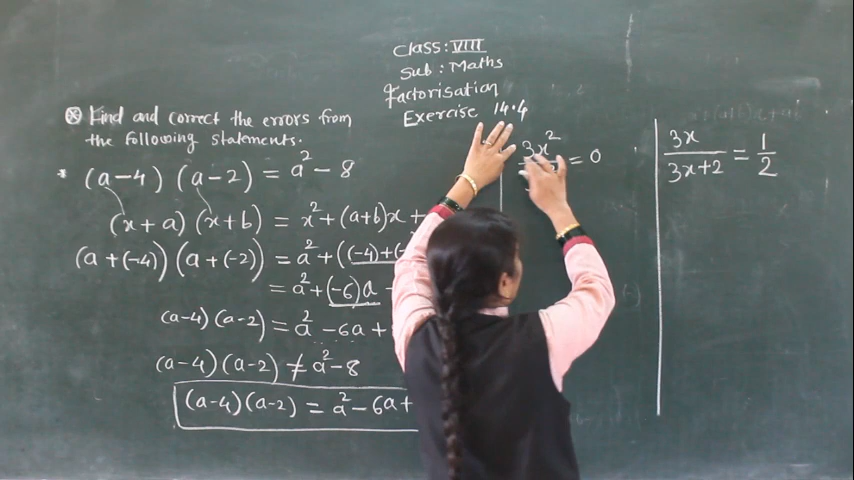 Class: VIII
Sub: Maths
Factorisation
Exercise 14.4
Find and correct the errors from
the following statements.
(a-4) (a-2) = a² - 8
(x+a) (x+b) = x² + (a+b)x +
(a+(-4)) (a+(-2)) = a² + ((-4)+(-
= a² + (-6)a
(a-4) (a-2) = a² - 6a +
(a-4) (a-2) ≠ a² - 8
(a-4) (a-2) = a² - 6a +
3x²
= 0
3x/3x+2 = 1/2